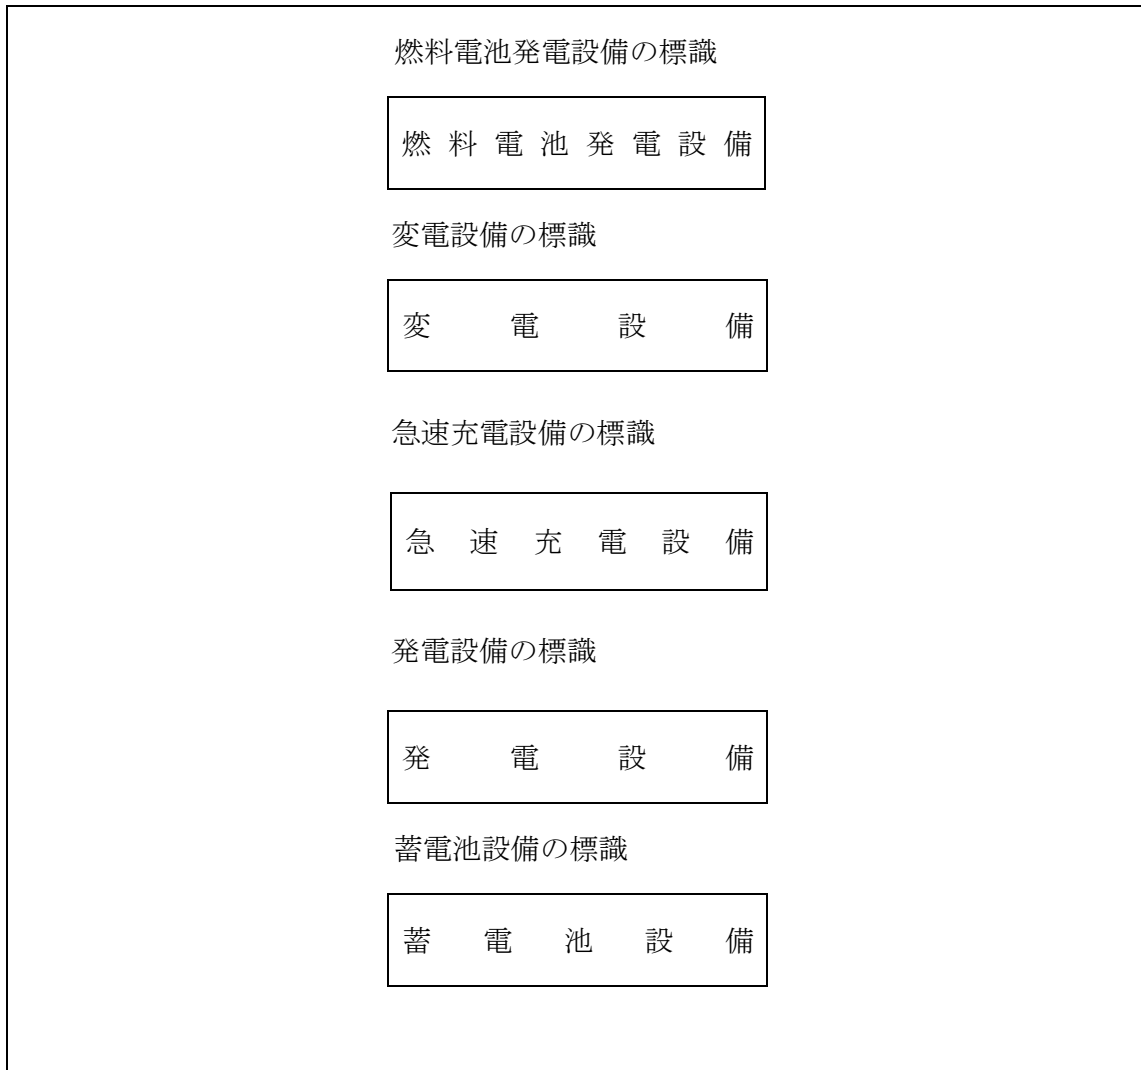 燃料電池発電設備の標識
燃料電池発電設備
変電設備の標識
変電設備
急速充電設備の標識
急速充電設備
発電設備の標識
発電設備
蓄電池設備の標識
蓄電池設備